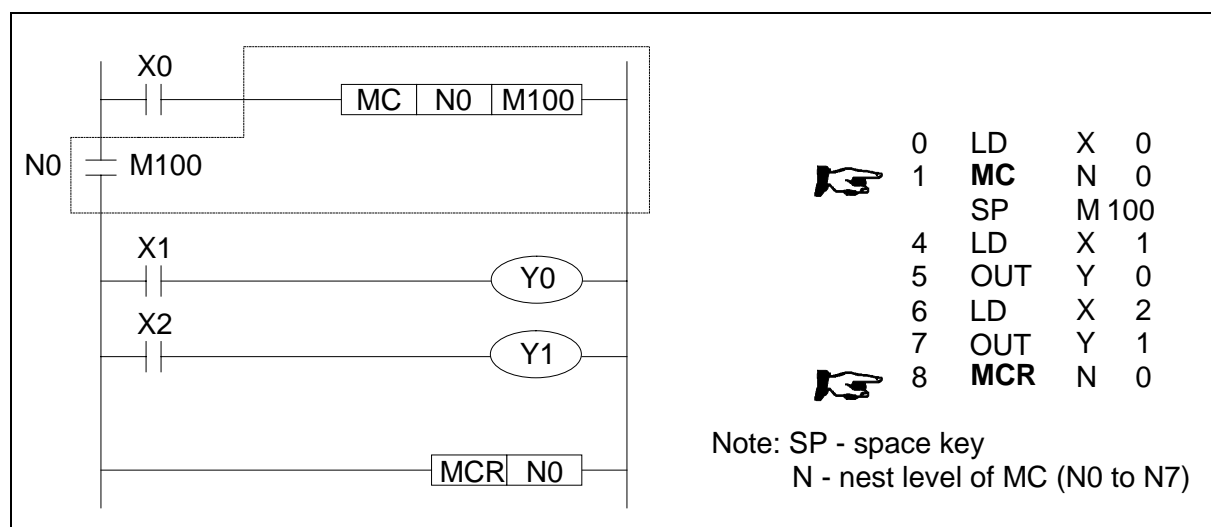 X0
MC N0 M100
N0 M100
X1
Y0
X2
Y1
MCR N0
0 LD X 0
1 MC N 0
SP M 100
4 LD X 1
5 OUT Y 0
6 LD X 2
7 OUT Y 1
8 MCR N 0
Note: SP - space key
N - nest level of MC (N0 to N7)